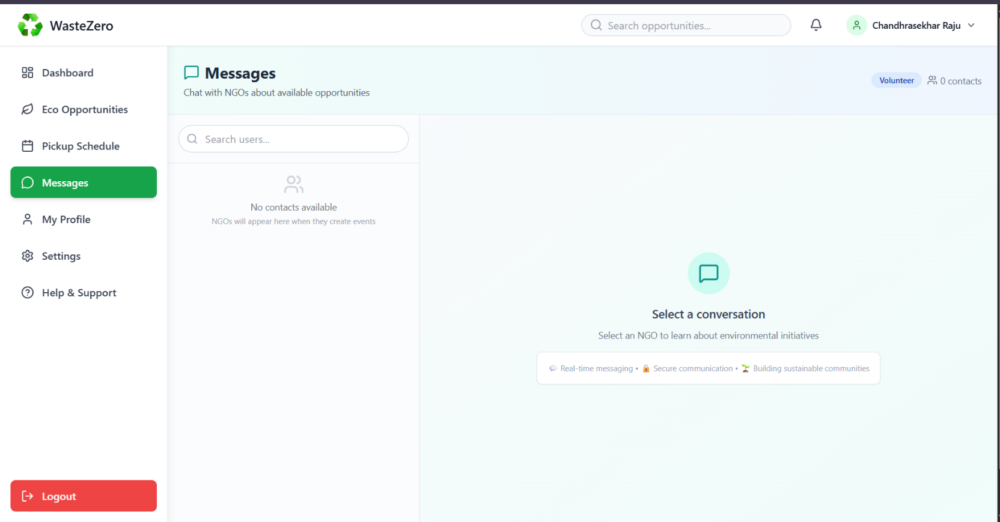 WasteZero
Search opportunities...
Chandhrasekhar Raju
Dashboard
Eco Opportunities
Pickup Schedule
Messages
My Profile
Settings
Help & Support
Logout
Messages
Chat with NGOs about available opportunities
Volunteer
0 contacts
Search users...
No contacts available
NGOs will appear here when they create events
Select a conversation
Select an NGO to learn about environmental initiatives
💬 Real-time messaging • 🔒 Secure communication • 🌱 Building sustainable communities